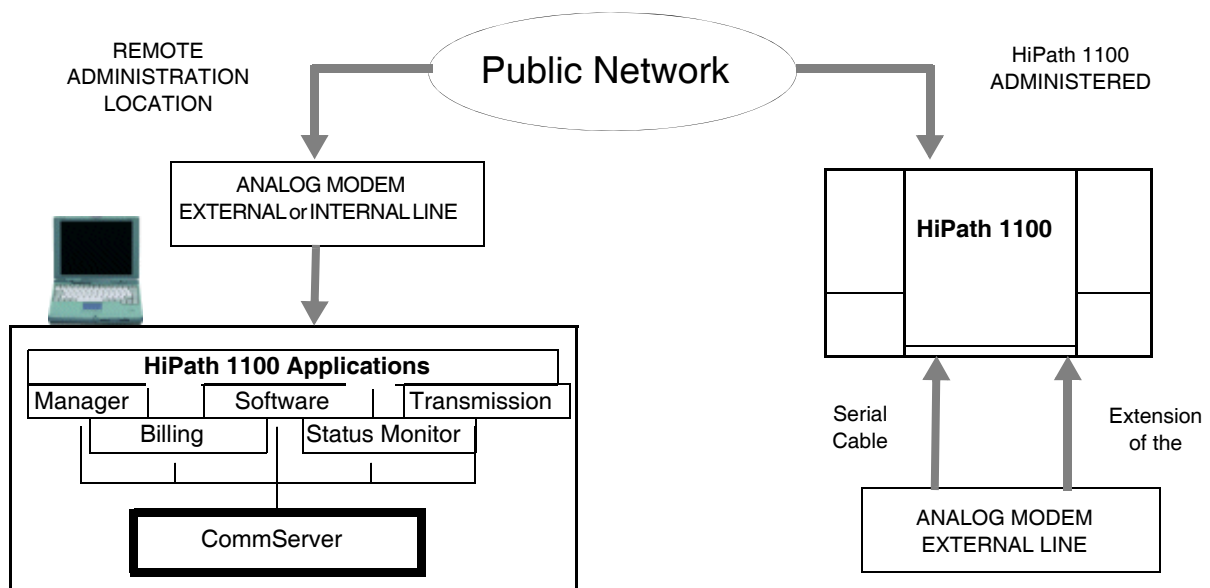 REMOTE
ADMINISTRATION
LOCATION
Public Network
HiPath 1100
ADMINISTERED
ANALOG MODEM
EXTERNAL or INTERNAL LINE
HiPath 1100
HiPath 1100 Applications
Manager
Software
Transmission
Billing
Status Monitor
CommServer
Serial
Cable
Extension
of the
ANALOG MODEM
EXTERNAL LINE